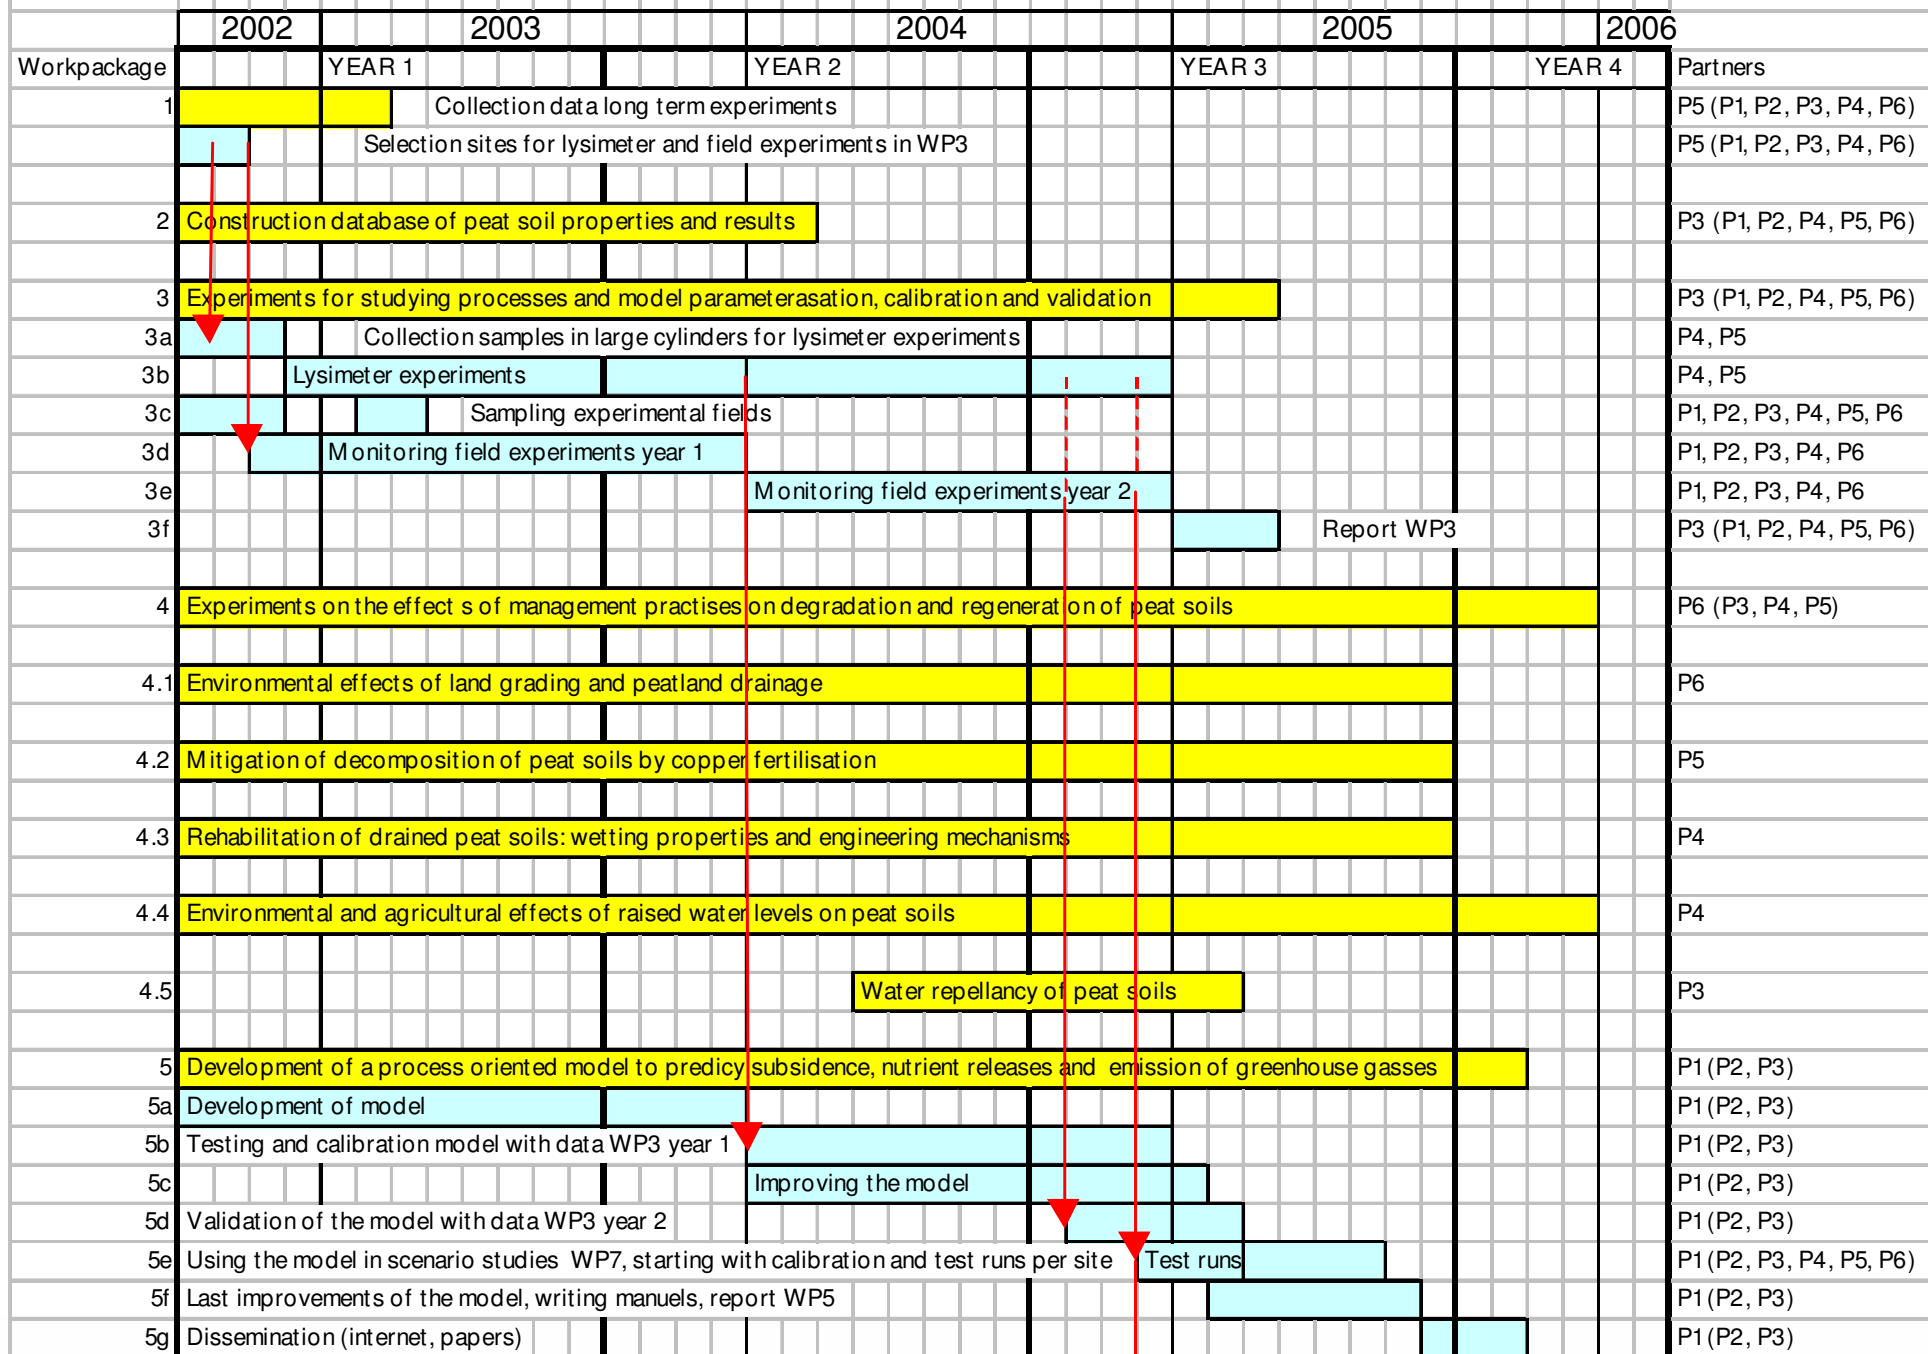 2002 2003 2004 2005 2006
Workpackage YEAR 1 YEAR 2 YEAR 3 YEAR 4 Partners
1 Collection data long term experiments P5 (P1, P2, P3, P4, P6)
Selection sites for lysimeter and field experiments in WP3 P5 (P1, P2, P3, P4, P6)
2 Construction database of peat soil properties and results P3 (P1, P2, P4, P5, P6)
3 Experiments for studying processes and model parameterasation, calibration and validation P3 (P1, P2, P4, P5, P6)
3a Collection samples in large cylinders for lysimeter experiments P4, P5
3b Lysimeter experiments P4, P5
3c Sampling experimental fields P1, P2, P3, P4, P5, P6
3d Monitoring field experiments year 1 P1, P2, P3, P4, P6
3e Monitoring field experiments year 2 P1, P2, P3, P4, P6
3f Report WP3 P3 (P1, P2, P4, P5, P6)
4 Experiments on the effect s of management practises on degradation and regeneration of peat soils P6 (P3, P4, P5)
4.1 Environmental effects of land grading and peatland drainage P6
4.2 Mitigation of decomposition of peat soils by copper fertilisation P5
4.3 Rehabilitation of drained peat soils: wetting properties and engineering mechanisms P4
4.4 Environmental and agricultural effects of raised water levels on peat soils P4
4.5 Water repellancy of peat soils P3
5 Development of a process oriented model to predicy subsidence, nutrient releases and emission of greenhouse gasses P1 (P2, P3)
5a Development of model P1 (P2, P3)
5b Testing and calibration model with data WP3 year 1 P1 (P2, P3)
5c Improving the model P1 (P2, P3)
5d Validation of the model with data WP3 year 2 P1 (P2, P3)
5e Using the model in scenario studies WP7, starting with calibration and test runs per site Test runs P1 (P2, P3, P4, P5, P6)
5f Last improvements of the model, writing manuels, report WP5 P1 (P2, P3)
5g Dissemination (internet, papers) P1 (P2, P3)